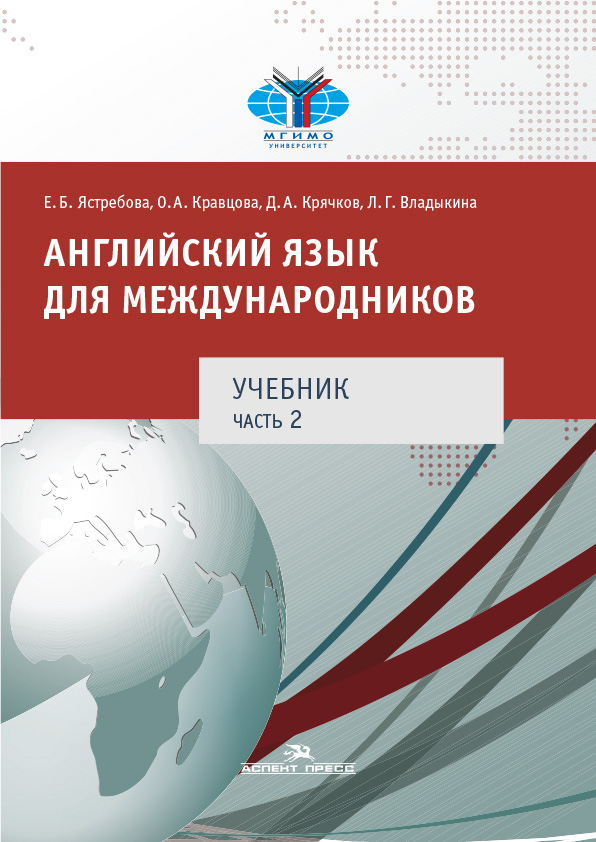 МГИМО
УНИВЕРСИТЕТ
Е. Б. Ястребова, О. А. Кравцова, Д. А. Крячков, Л. Г. Владыкина
АНГЛИЙСКИЙ ЯЗЫК
ДЛЯ МЕЖДУНАРОДНИКОВ
УЧЕБНИК
ЧАСТЬ 2
АСПЕКТ ПРЕСС